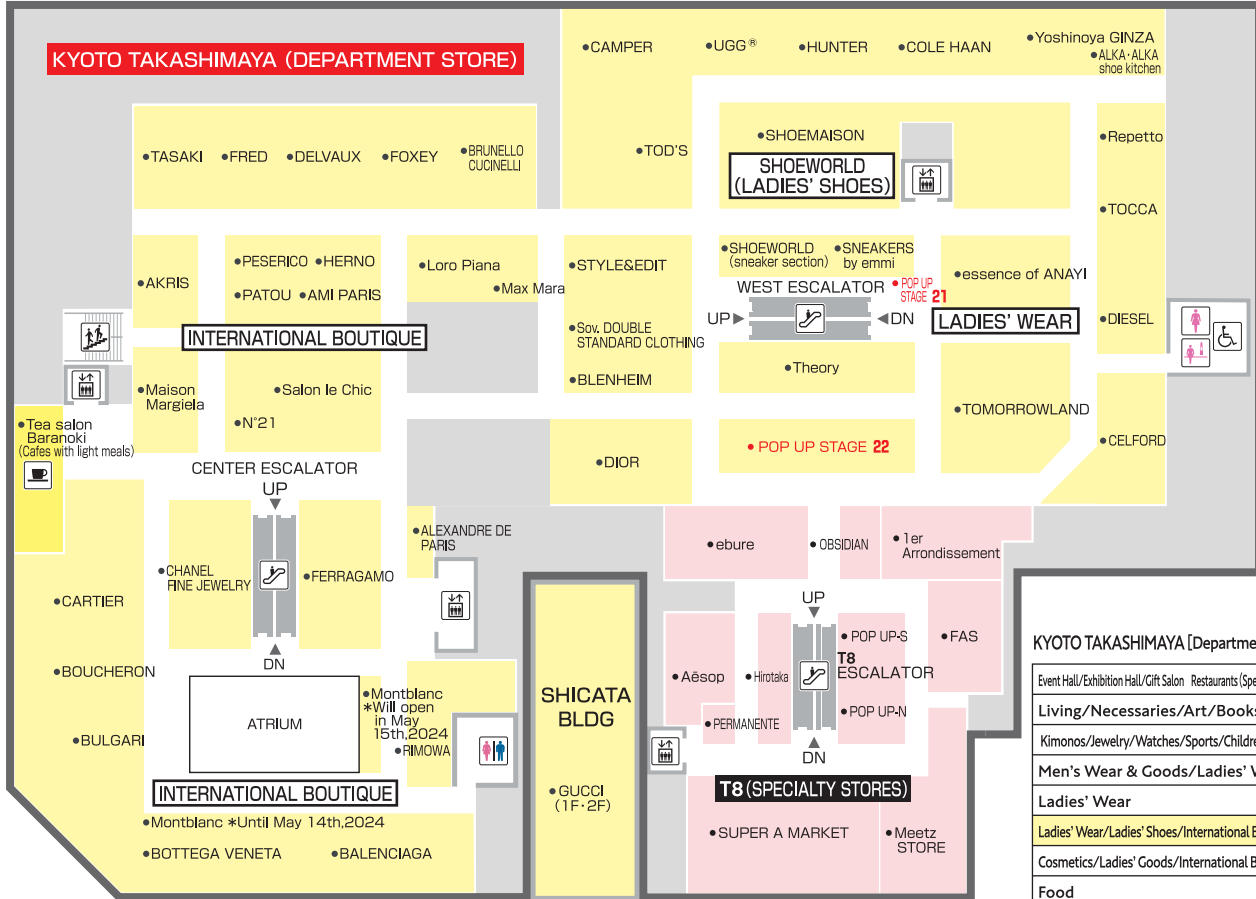 KYOTO TAKASHIMAYA (DEPARTMENT STORE)
•CAMPER
•UGG®
•HUNTER
•COLE HAAN
•Yoshinoya GINZA
•ALKA·ALKA
shoe kitchen
•TASAKI
•FRED
•DELVAUX
•FOXEY
•BRUNELLO
CUCINELLI
•TOD'S
•SHOEMAISON
SHOEWORLD
(LADIES' SHOES)
•Repetto
•TOCCA
•AKRIS
•PESERICO
•HERNO
•PATOU
•AMI PARIS
•Loro Piana
•Max Mara
•STYLE&EDIT
•SHOEWORLD
(sneaker section)
•SNEAKERS
by emmi
WEST ESCALATOR
•POP UP
STAGE 21
•essence of ANAYI
UP
DN
LADIES' WEAR
•DIESEL
INTERNATIONAL BOUTIQUE
•Sov. DOUBLE
STANDARD CLOTHING
•BLENHEIM
•Theory
•Maison
Margiela
•Salon le Chic
•N°21
•TOMORROWLAND
•Tea salon
Baranoki
(Cafes with light meals)
•CELFORD
•DIOR
•POP UP STAGE 22
CENTER ESCALATOR
UP
•ALEXANDRE DE
PARIS
•CHANEL
FINE JEWELRY
•FERRAGAMO
DN
•ebure
•OBSIDIAN
•1er
Arrondissement
•CARTIER
•BOUCHERON
•BULGARI
ATRIUM
•Montblanc
*Will open
in May
15th,2024
•RIMOWA
SHICATA
BLDG
•GUCCI
(1F·2F)
UP
•POP UP-S
T8
ESCALATOR
•FAS
•Aēsop
•Hirotaka
•PERMANENTE
•POP UP-N
DN
T8 (SPECIALTY STORES)
•SUPER A MARKET
•Meetz
STORE
INTERNATIONAL BOUTIQUE
•Montblanc *Until May 14th,2024
•BOTTEGA VENETA
•BALENCIAGA
KYOTO TAKASHIMAYA [Departme
Event Hall/Exhibition Hall/Gift Salon Restaurants (Spe
Living/Necessaries/Art/Books
Kimonos/Jewelry/Watches/Sports/Childre
Men's Wear & Goods/Ladies' W
Ladies' Wear
Ladies' Wear/Ladies' Shoes/International B
Cosmetics/Ladies' Goods/International B
Food